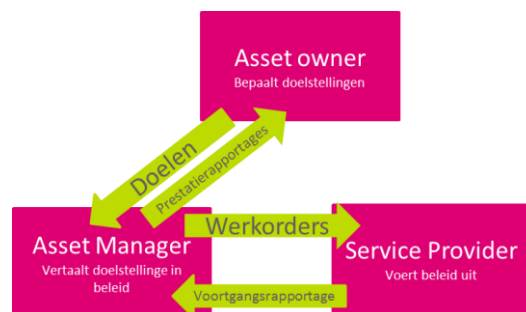 Asset owner
Bepaalt doelstellingen
Doelen
Prestatierapportages
Asset Manager
Vertaalt doelstellinge in
beleid
Werkorders
Service Provider
Voert beleid uit
Voortgangsrapportage